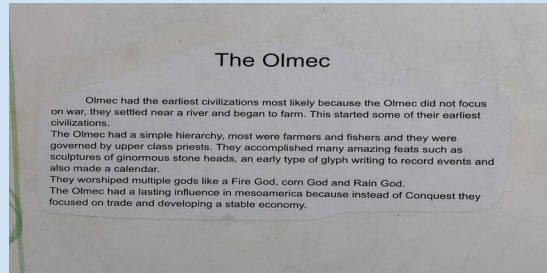 The Olmec
Olmec had the earliest civilizations most likely because the Olmec did not focus
on war, they settled near a river and began to farm. This started some of their earliest
civilizations.
The Olmec had a simple hierarchy, most were farmers and fishers and they were
governed by upper class priests. They accomplished many amazing feats such as
sculptures of ginormous stone heads, an early type of glyph writing to record events and
also made a calendar.
They worshiped multiple gods like a Fire God, corn God and Rain God.
The Olmec had a lasting influence in mesoamerica because instead of Conquest they
focused on trade and developing a stable economy.